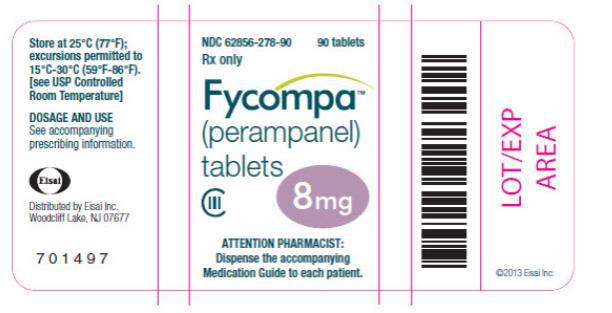 Store at 25°C (77°F);
excursions permitted to
15°C-30°C (59°F-86°F).
[see USP Controlled
Room Temperature]
DOSAGE AND USE
See accompanying
prescribing information.
Eisai
Distributed by Eisai Inc.
Woodcliff Lake, NJ 07677
701497
NDC 62856-278-90 90 tablets
Rx only
Fycompa™
(perampanel)
tablets
CIII
8mg
ATTENTION PHARMACIST:
Dispense the accompanying
Medication Guide to each patient.
LOT/EXP
AREA
©2013 Eisai Inc.